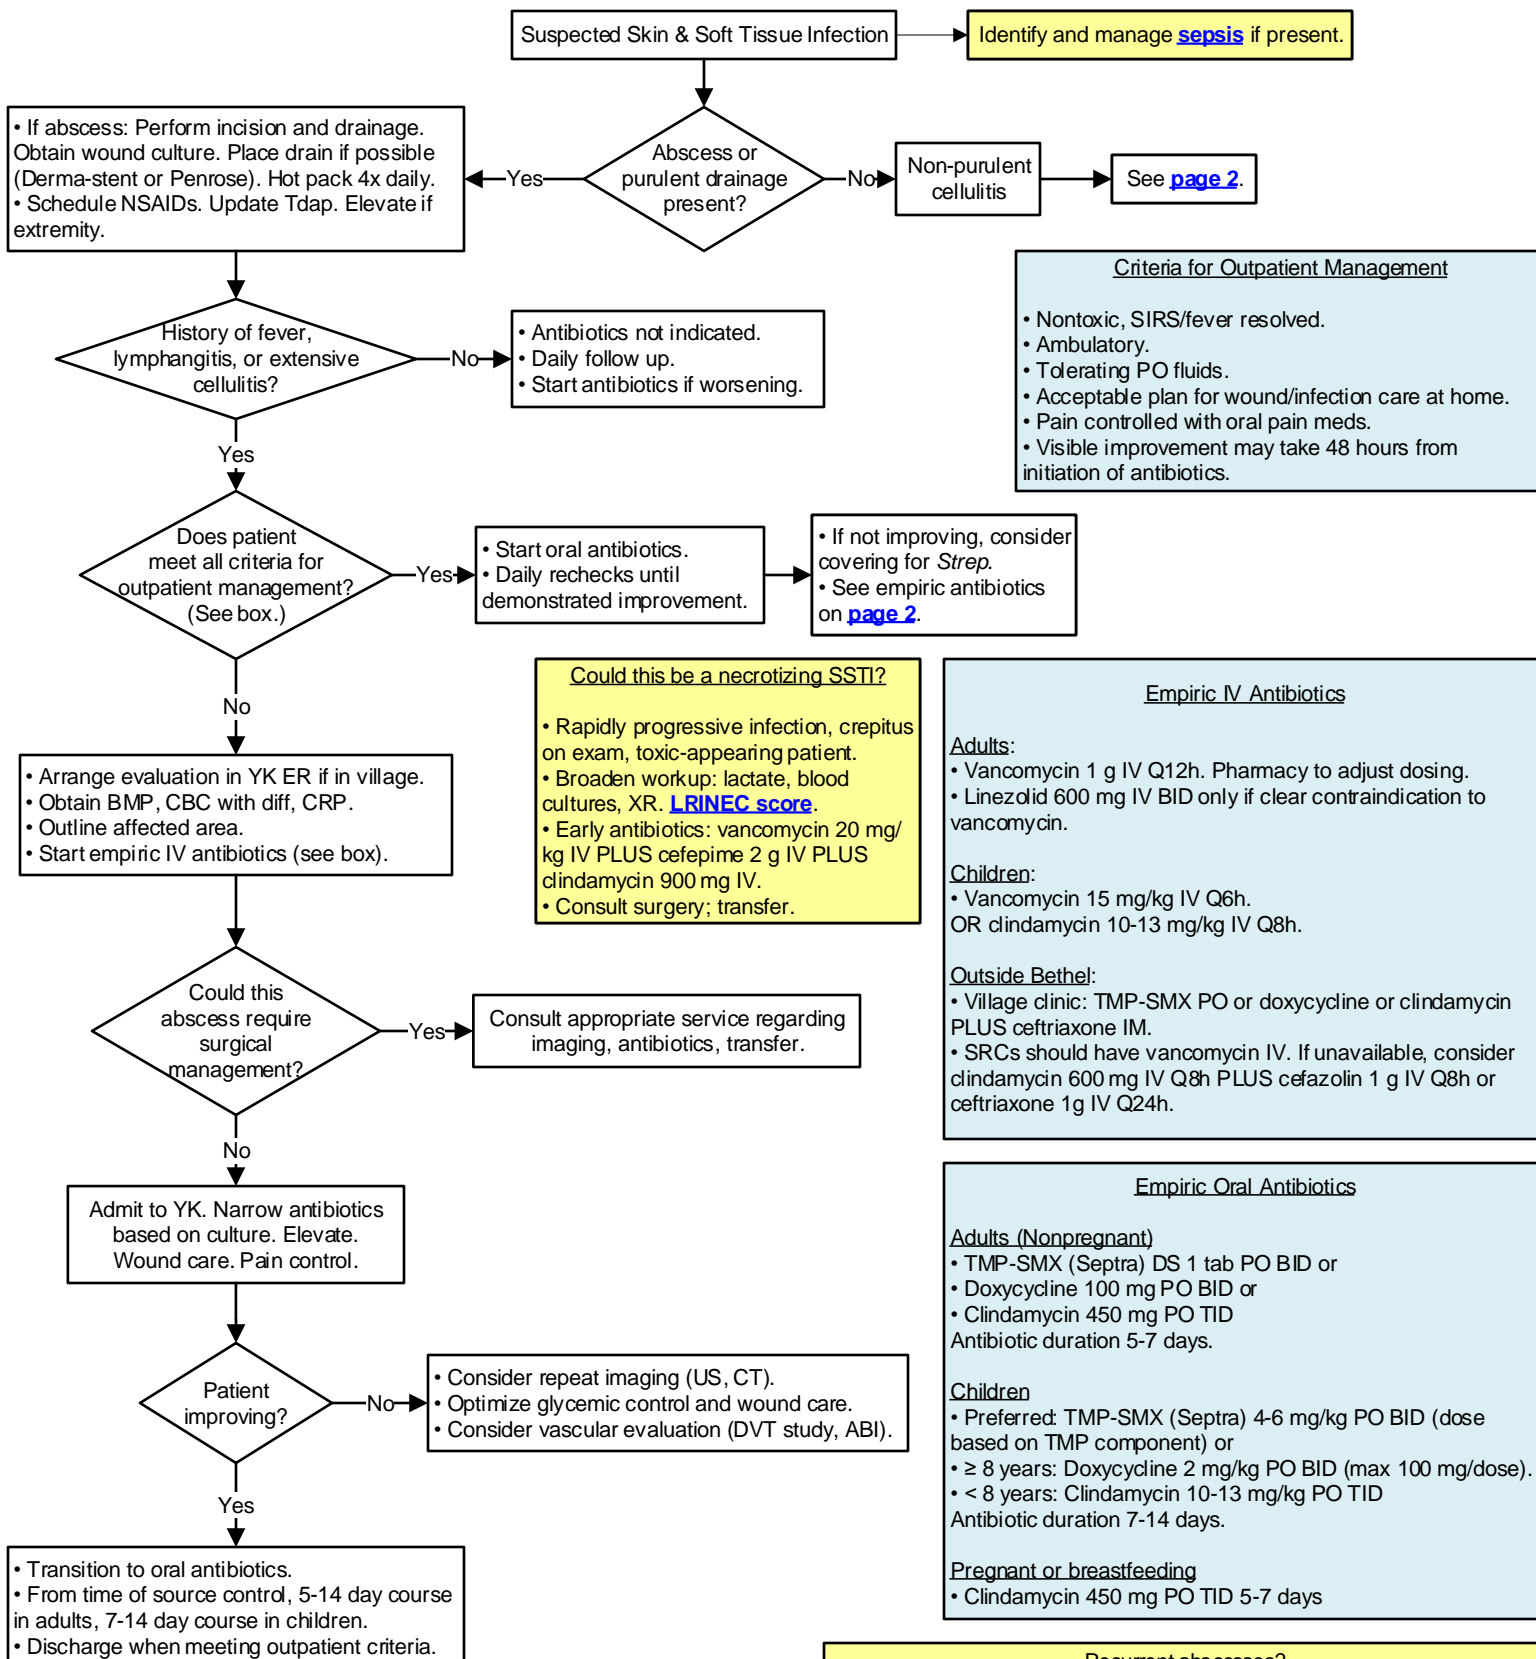 Suspected Skin & Soft Tissue Infection
Identify and manage sepsis if present.
Abscess or
purulent drainage
present?
Yes
No
Non-purulent
cellulitis
See page 2.
• If abscess: Perform incision and drainage.
Obtain wound culture. Place drain if possible
(Derma-stent or Penrose). Hot pack 4x daily.
• Schedule NSAIDs. Update Tdap. Elevate if
extremity.
Criteria for Outpatient Management
• Nontoxic, SIRS/fever resolved.
• Ambulatory.
• Tolerating PO fluids.
• Acceptable plan for wound/infection care at home.
• Pain controlled with oral pain meds.
• Visible improvement may take 48 hours from
initiation of antibiotics.
History of fever,
lymphangitis, or extensive
cellulitis?
No
• Antibiotics not indicated.
• Daily follow up.
• Start antibiotics if worsening.
Yes
Does patient
meet all criteria for
outpatient management?
(See box.)
Yes
• Start oral antibiotics.
• Daily rechecks until
demonstrated improvement.
• If not improving, consider
covering for Strep.
• See empiric antibiotics
on page 2.
No
Could this be a necrotizing SSTI?
• Rapidly progressive infection, crepitus
on exam, toxic-appearing patient.
• Broaden workup: lactate, blood
cultures, XR. LRINEC score.
• Early antibiotics: vancomycin 20 mg/
kg IV PLUS cefepime 2 g IV PLUS
clindamycin 900 mg IV.
• Consult surgery; transfer.
Empiric IV Antibiotics
Adults:
• Vancomycin 1 g IV Q12h. Pharmacy to adjust dosing.
• Linezolid 600 mg IV BID only if clear contraindication to
vancomycin.
Children:
• Vancomycin 15 mg/kg IV Q6h.
OR clindamycin 10-13 mg/kg IV Q8h.
Outside Bethel:
• Village clinic: TMP-SMX PO or doxycycline or clindamycin
PLUS ceftriaxone IM.
• SRCs should have vancomycin IV. If unavailable, consider
clindamycin 600 mg IV Q8h PLUS cefazolin 1 g IV Q8h or
ceftriaxone 1g IV Q24h.
• Arrange evaluation in YK ER if in village.
• Obtain BMP, CBC with diff, CRP.
• Outline affected area.
• Start empiric IV antibiotics (see box).
Could this
abscess require
surgical
management?
Yes
Consult appropriate service regarding
imaging, antibiotics, transfer.
No
Admit to YK. Narrow antibiotics
based on culture. Elevate.
Wound care. Pain control.
Empiric Oral Antibiotics
Adults (Nonpregnant)
• TMP-SMX (Septra) DS 1 tab PO BID or
• Doxycycline 100 mg PO BID or
• Clindamycin 450 mg PO TID
Antibiotic duration 5-7 days.
Children
• Preferred: TMP-SMX (Septra) 4-6 mg/kg PO BID (dose
based on TMP component) or
• ≥ 8 years: Doxycycline 2 mg/kg PO BID (max 100 mg/dose).
• < 8 years: Clindamycin 10-13 mg/kg PO TID
Antibiotic duration 7-14 days.
Pregnant or breastfeeding
• Clindamycin 450 mg PO TID 5-7 days
Patient
improving?
No
• Consider repeat imaging (US, CT).
• Optimize glycemic control and wound care.
• Consider vascular evaluation (DVT study, ABI).
Yes
• Transition to oral antibiotics.
• From time of source control, 5-14 day course
in adults, 7-14 day course in children.
• Discharge when meeting outpatient criteria.
Recurrent abscesses?